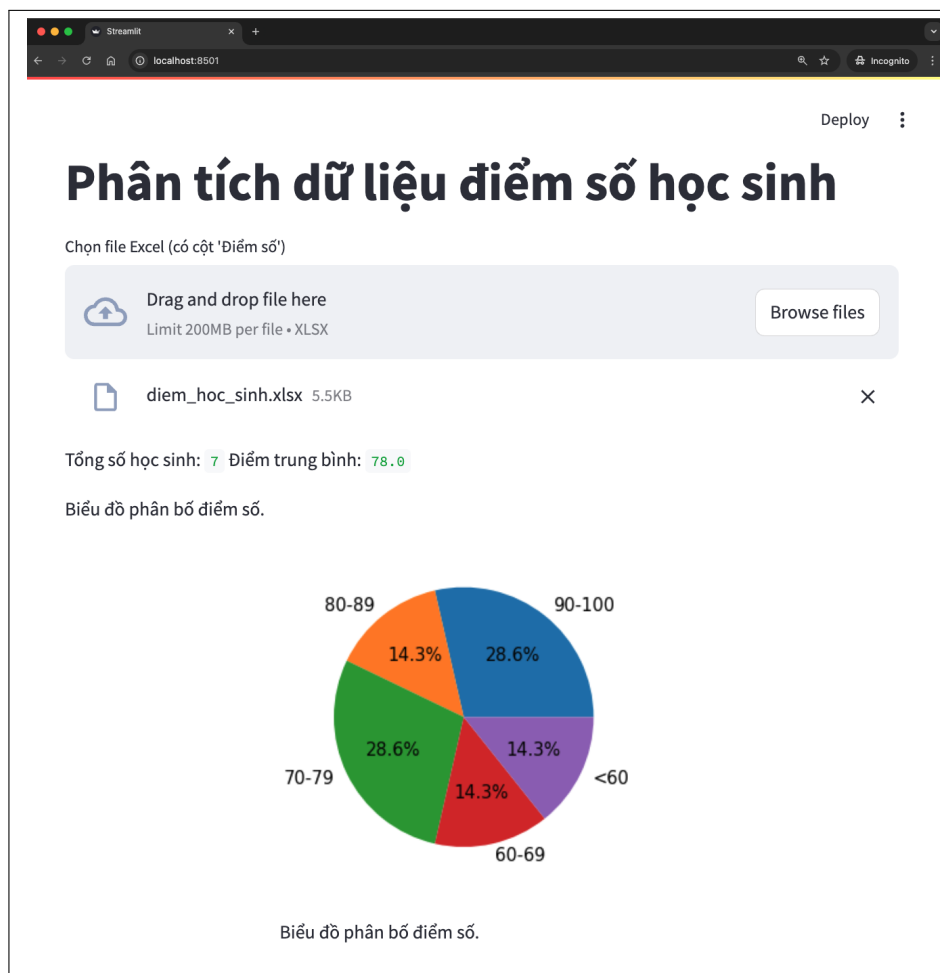 Streamlit
localhost:8501
Incognito
Deploy
Phân tích dữ liệu điểm số học sinh
Chọn file Excel (có cột 'Điểm số')
Drag and drop file here
Limit 200MB per file • XLSX
Browse files
diem_hoc_sinh.xlsx 5.5KB
Tổng số học sinh: 7 Điểm trung bình: 78.0
Biểu đồ phân bố điểm số.
80-89
90-100
14.3%
28.6%
28.6%
14.3%
70-79
<60
14.3%
60-69
Biểu đồ phân bố điểm số.